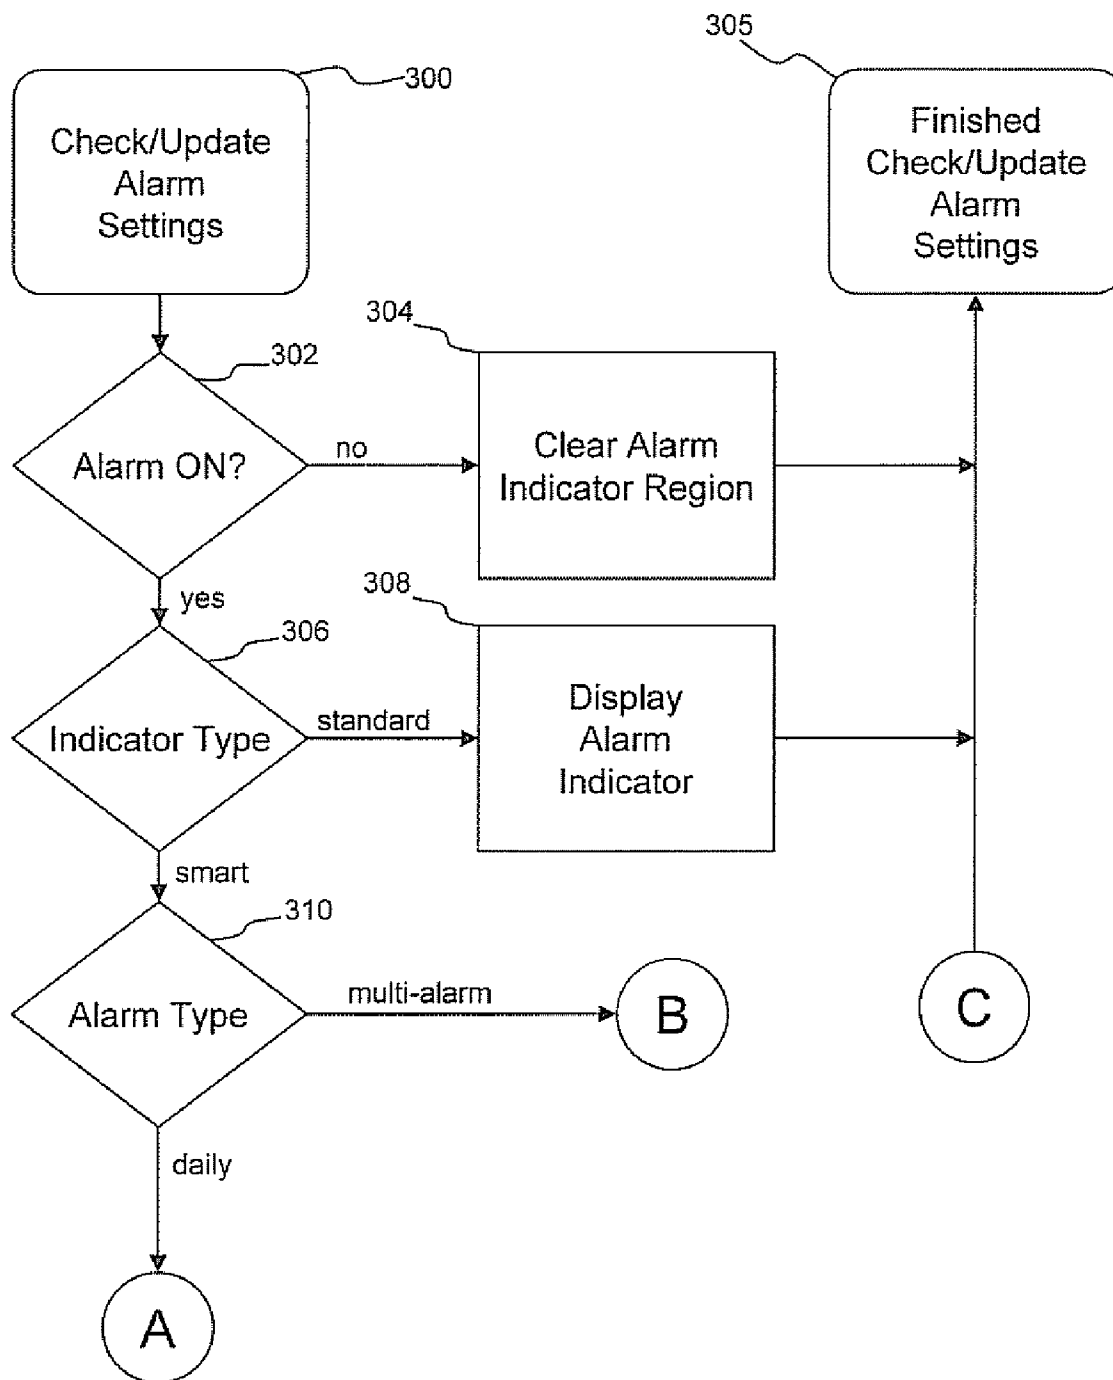 300
Check/Update
Alarm
Settings
305
Finished
Check/Update
Alarm
Settings
302
Alarm ON?
no
304
Clear Alarm
Indicator Region
yes
306
Indicator Type
standard
308
Display
Alarm
Indicator
smart
310
Alarm Type
multi-alarm
B
C
daily
A